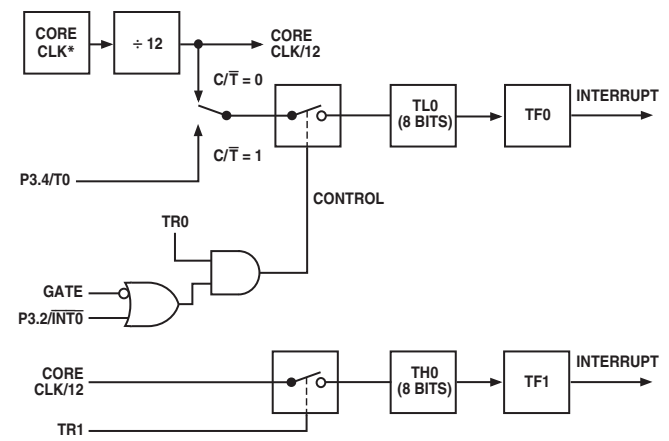 CORE
CLK*
÷ 12
CORE
CLK/12
C/T̅ = 0
TL0
(8 BITS)
TF0
INTERRUPT
C/T̅ = 1
P3.4/T0
CONTROL
TR0
GATE
P3.2/I̅N̅T̅0̅
CORE
CLK/12
TH0
(8 BITS)
TF1
INTERRUPT
TR1